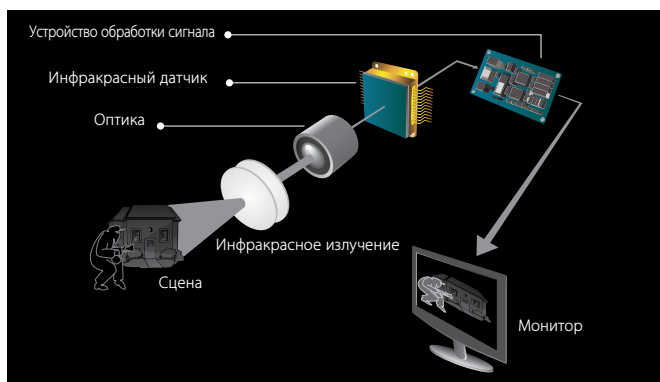 Устройство обработки сигнала
Инфракрасный датчик
Оптика
Инфракрасное излучение
Сцена
Монитор